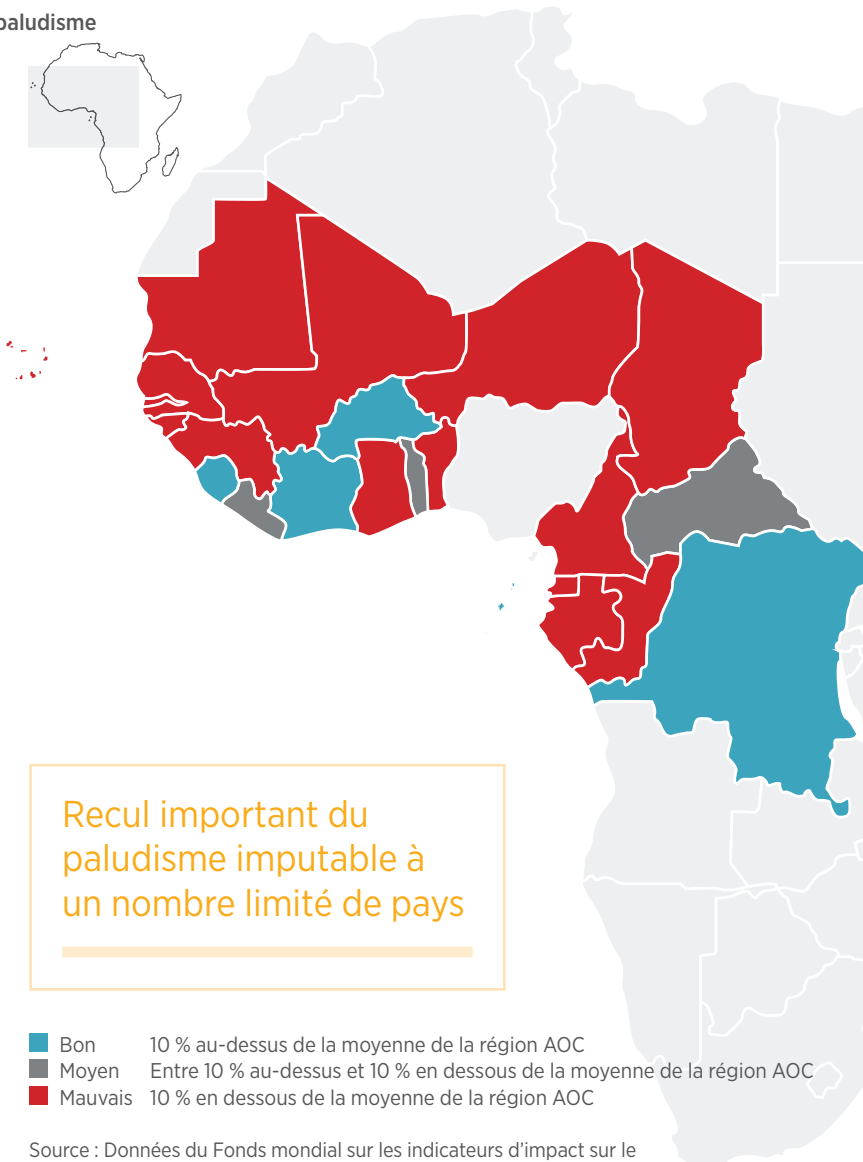 paludisme
Recul important du
paludisme imputable à
un nombre limité de pays
Bon 10 % au-dessus de la moyenne de la région AOC
Moyen Entre 10 % au-dessus et 10 % en dessous de la moyenne de la région AOC
Mauvais 10 % en dessous de la moyenne de la région AOC
Source : Données du Fonds mondial sur les indicateurs d’impact sur le